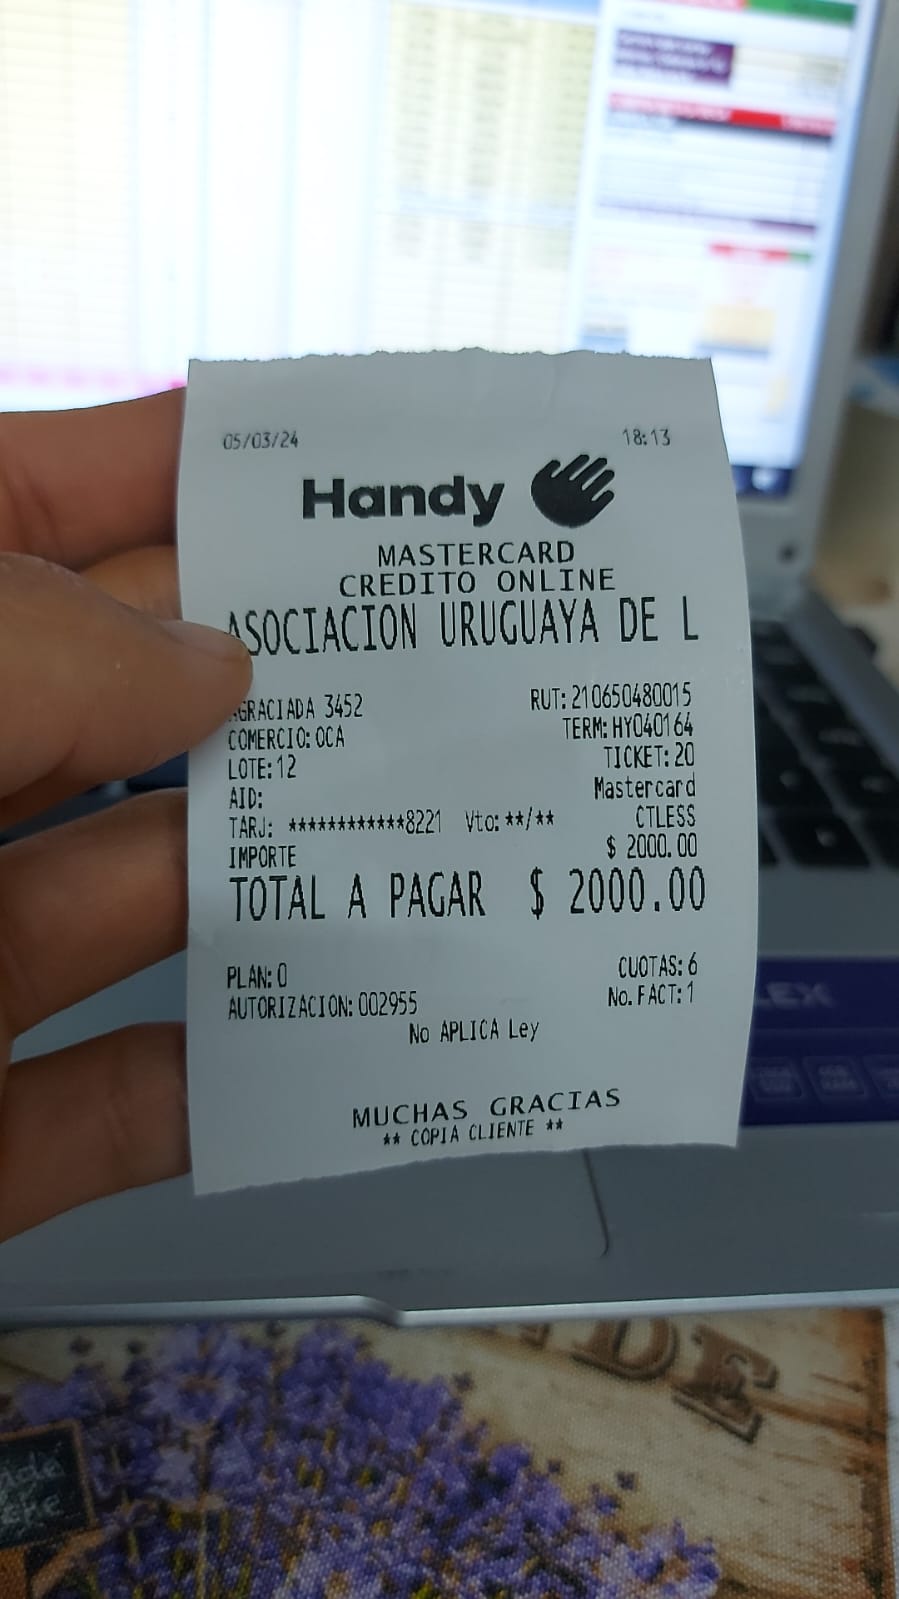 05/03/24 18:13
Handy
MASTERCARD
CREDITO ONLINE
ASOCIACION URUGUAYA DE L
AGRACIADA 3452 RUT: 210650480015
COMERCIO: OCA TERM: HY040164
LOTE: 12 TICKET: 20
AID: Mastercard
TARJ: ************8221 Vto: **/** CTLESS
IMPORTE $ 2000.00
TOTAL A PAGAR $ 2000.00
PLAN: 0 CUOTAS: 6
AUTORIZACION: 002955 No. FACT: 1
No APLICA Ley
MUCHAS GRACIAS
** COPIA CLIENTE **